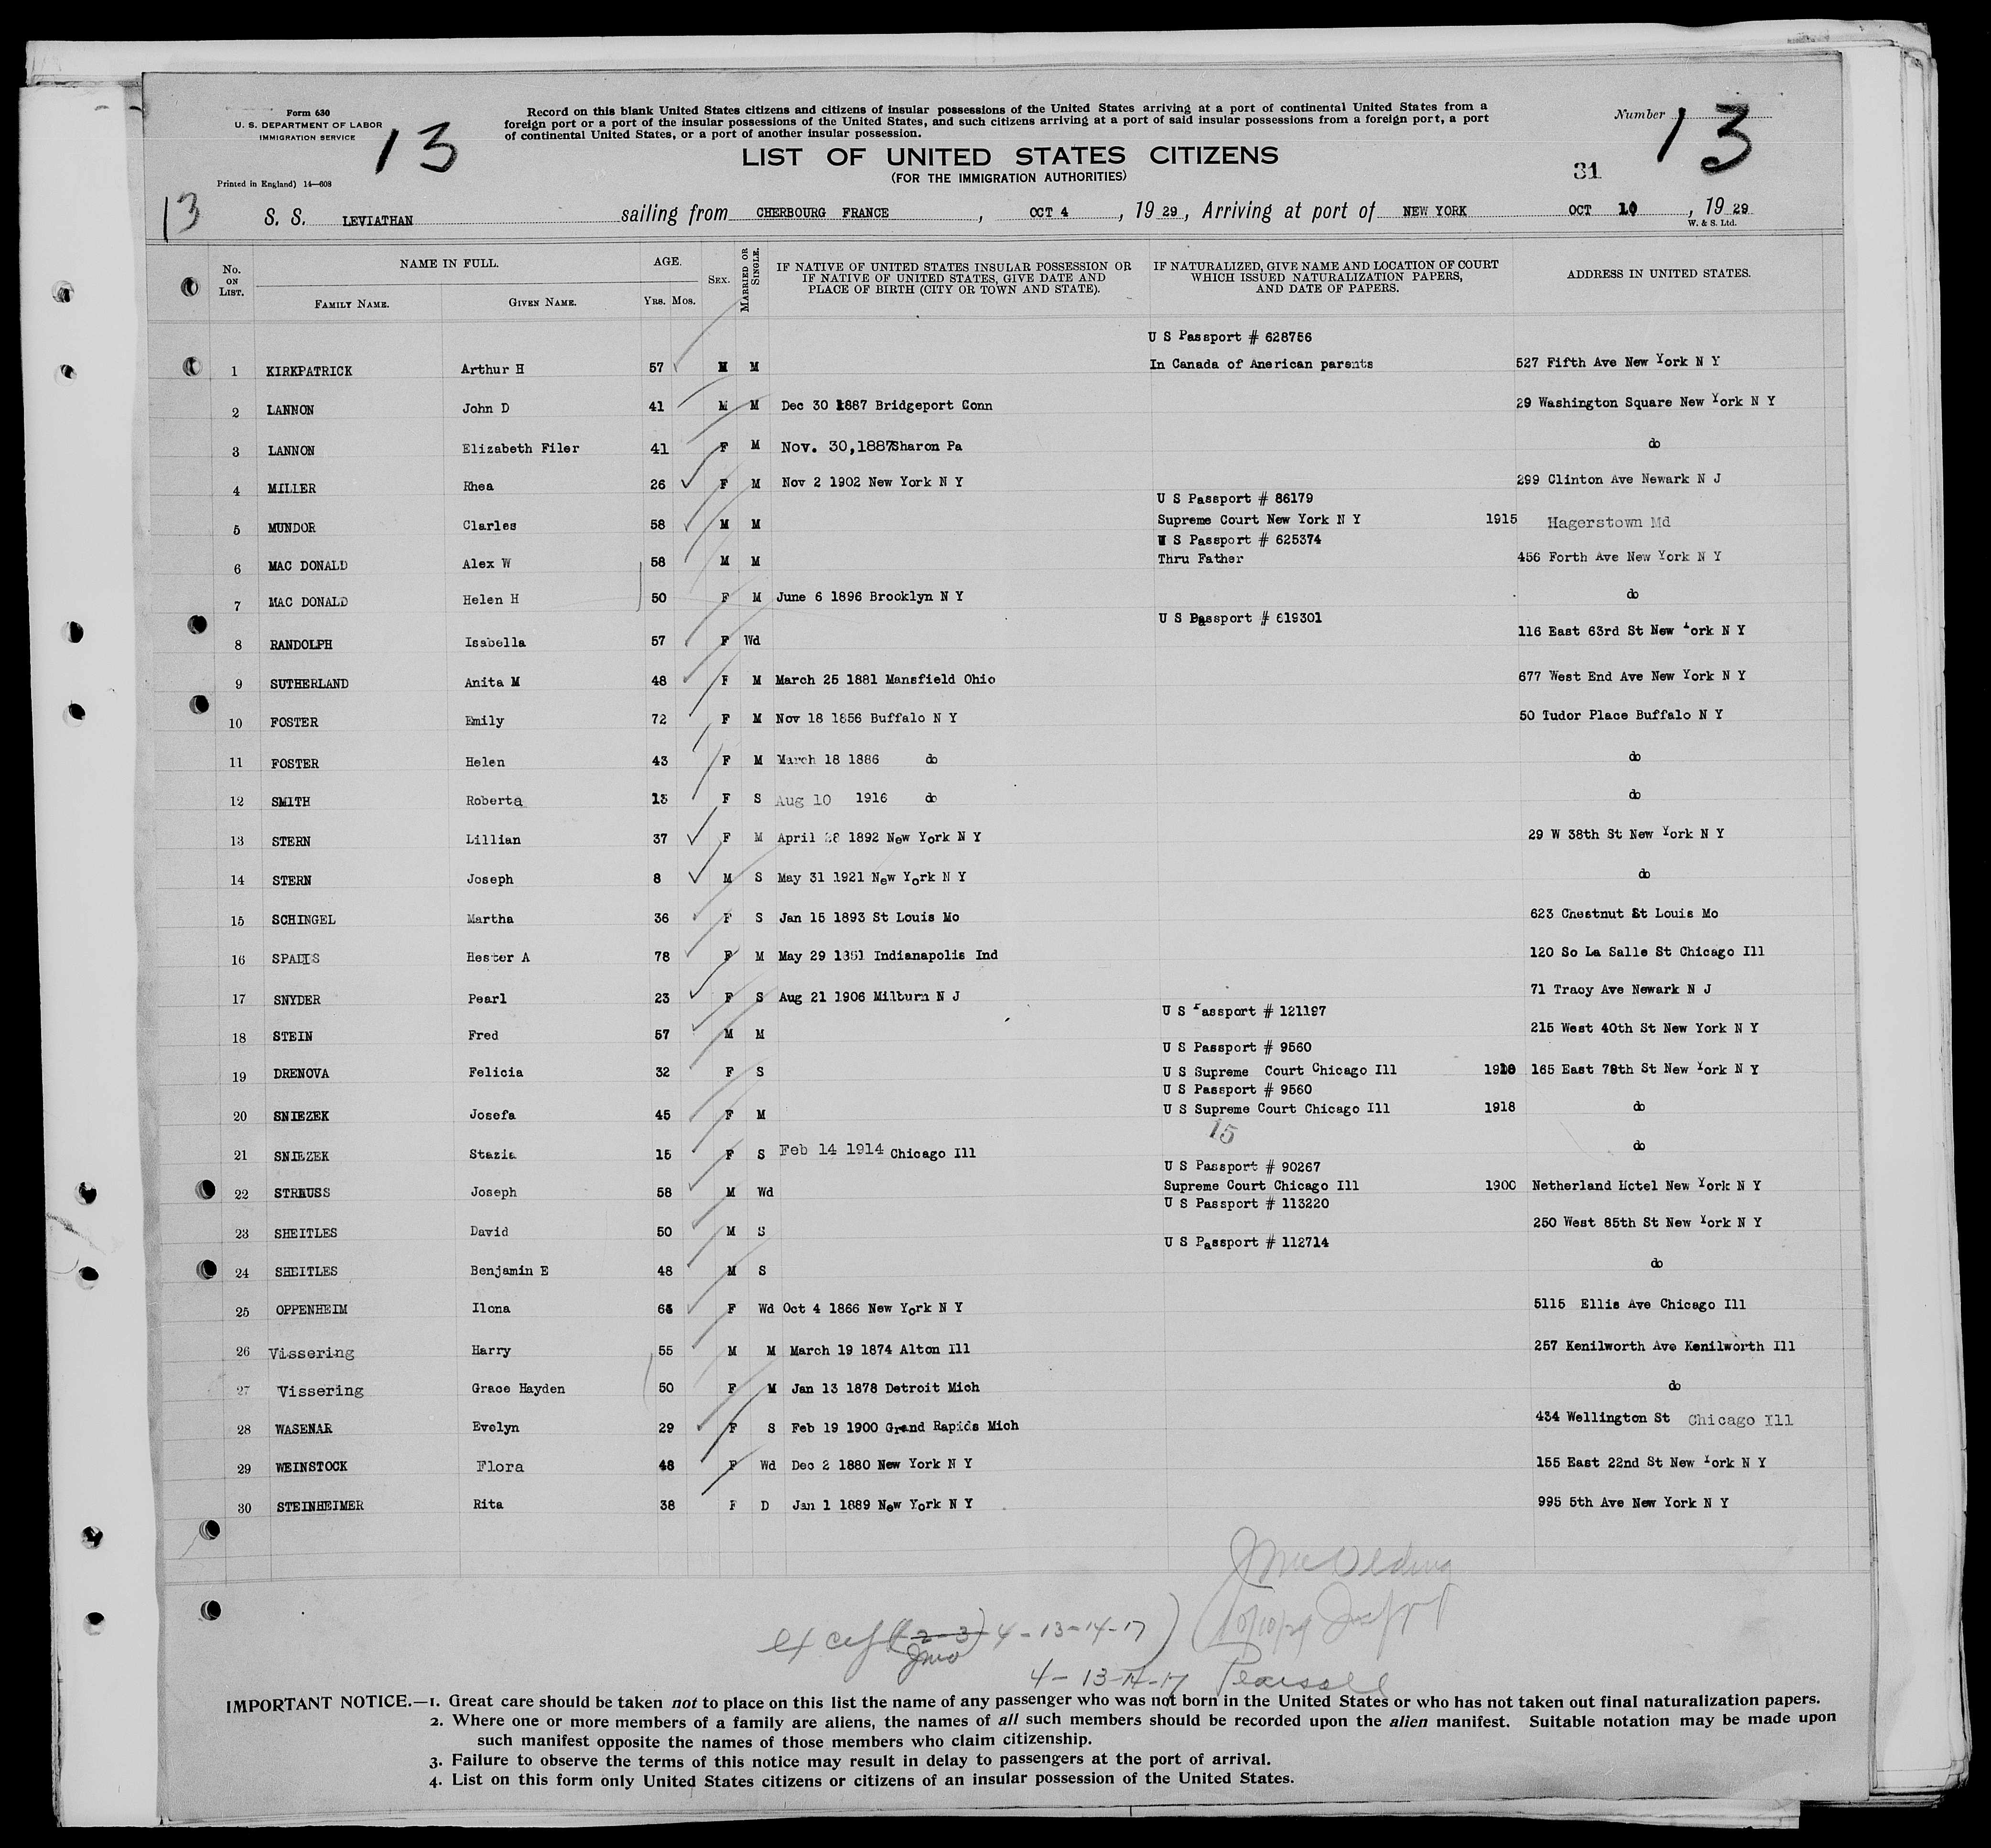 Form 630
U. S. DEPARTMENT OF LABOR
IMMIGRATION SERVICE
13
Record on this blank United States citizens and citizens of insular possessions of the United States arriving at a port of continental United States from a
foreign port or a port of the insular possessions of the United States, and such citizens arriving at a port of said insular possessions from a foreign port, a port
of continental United States, or a port of another insular possession.
Number 13
LIST OF UNITED STATES CITIZENS
(FOR THE IMMIGRATION AUTHORITIES)
31
Printed in England) 14—608
13
S. S. LEVIATHAN sailing from CHERBOURG FRANCE , OCT 4 , 19 29 , Arriving at port of NEW YORK OCT 10 , 19 29
W. & S. Ltd.
No. ON LIST. NAME IN FULL. FAMILY NAME. GIVEN NAME. AGE. YRS. MOS. SEX. MARRIED OR SINGLE. IF NATIVE OF UNITED STATES INSULAR POSSESSION OR IF NATIVE OF UNITED STATES, GIVE DATE AND PLACE OF BIRTH (CITY OR TOWN AND STATE). IF NATURALIZED, GIVE NAME AND LOCATION OF COURT WHICH ISSUED NATURALIZATION PAPERS, AND DATE OF PAPERS. ADDRESS IN UNITED STATES.
U S Passport # 628756
1 KIRKPATRICK Arthur H 57 M M In Canada of American parents 527 Fifth Ave New York N Y
2 LANNON John D 41 M M Dec 30 1887 Bridgeport Conn 29 Washington Square New York N Y
3 LANNON Elizabeth Filer 41 F M Nov. 30,1887Sharon Pa do
4 MILLER Rhea 26 F M Nov 2 1902 New York N Y 299 Clinton Ave Newark N J
U S Passport # 86179
5 MUNDOR Clarles 58 M M Supreme Court New York N Y 1915 Hagerstown Md
U S Passport # 625374
6 MAC DONALD Alex W 58 M M Thru Father 456 Forth Ave New York N Y
7 MAC DONALD Helen H 50 F M June 6 1896 Brooklyn N Y do
U S Passport # 619301
8 RANDOLPH Isabella 57 F Wd 116 East 63rd St New York N Y
9 SUTHERLAND Anita M 48 F M March 25 1881 Mansfield Ohio 677 West End Ave New York N Y
10 FOSTER Emily 72 F M Nov 18 1856 Buffalo N Y 50 Tudor Place Buffalo N Y
11 FOSTER Helen 43 F M March 18 1886 do do
12 SMITH Roberta 13 F S Aug 10 1916 do do
13 STERN Lillian 37 F M April 28 1892 New York N Y 29 W 38th St New York N Y
14 STERN Joseph 8 M S May 31 1921 New York N Y do
15 SCHINGEL Martha 36 F S Jan 15 1893 St Louis Mo 623 Chestnut St Louis Mo
16 Hester A 78 F M May 29 1851 Indianapolis Ind 120 So La Salle St Chicago Ill
17 SNYDER Pearl 23 F S Aug 21 1906 Milburn N J 71 Tracy Ave Newark N J
U S Passport # 121197
18 STEIN Fred 57 M M 215 West 40th St New York N Y
U S Passport # 9560
19 DRENOVA Felicia 32 F S U S Supreme Court Chicago Ill 165 East 78th St New York N Y
U S Passport # 9560
20 SNIEZEK Josefa 45 F M U S Supreme Court Chicago Ill 1918 do
15
21 SNIEZEK Stazia 15 F S Feb 14 1914 Chicago Ill do
U S Passport # 90267
22 STRAUSS Joseph 58 M Wd Supreme Court Chicago Ill 1900 Netherland Hotel New York N Y
U S Passport # 113220
23 SHEITLES David 50 M S 250 West 85th St New York N Y
U S Passport # 112714
24 SHEITLES Benjamin E 48 M S do
25 OPPENHEIM Ilona F Wd Oct 4 1866 New York N Y 5115 Ellis Ave Chicago Ill
26 Vissering Harry 55 M M March 19 1874 Alton Ill 257 Kenilworth Ave Kenilworth Ill
27 Vissering Grace Hayden 50 F M Jan 13 1878 Detroit Mich do
28 WASENAR Evelyn 29 F S Feb 19 1900 Grand Rapids Mich 434 Wellington St Chicago Ill
29 WEINSTOCK Flora 48 F Wd Dec 2 1880 New York N Y 155 East 22nd St New York N Y
30 STEINHEIMER Rita 38 F D Jan 1 1889 New York N Y 995 5th Ave New York N Y
except (2-3) 4-13-14-17) 10/10/29
4-13-14-17 Pearsall
IMPORTANT NOTICE.—1. Great care should be taken not to place on this list the name of any passenger who was not born in the United States or who has not taken out final naturalization papers.
2. Where one or more members of a family are aliens, the names of all such members should be recorded upon the alien manifest. Suitable notation may be made upon
such manifest opposite the names of those members who claim citizenship.
3. Failure to observe the terms of this notice may result in delay to passengers at the port of arrival.
4. List on this form only United States citizens or citizens of an insular possession of the United States.